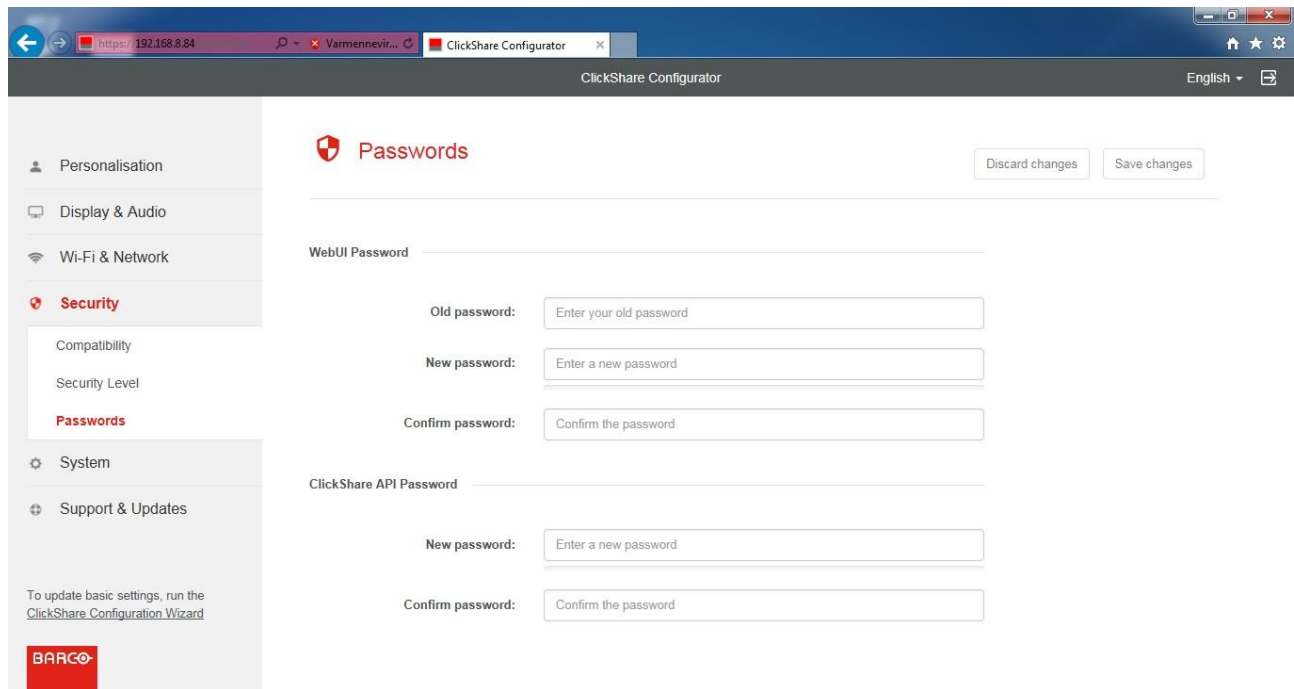 https://192.168.8.84
Varmennevir...
ClickShare Configurator
ClickShare Configurator
English
Personalisation
Display & Audio
Wi-Fi & Network
Security
Compatibility
Security Level
Passwords
System
Support & Updates
To update basic settings, run the
ClickShare Configuration Wizard
BARCO
Passwords
Discard changes
Save changes
WebUI Password
Old password:
Enter your old password
New password:
Enter a new password
Confirm password:
Confirm the password
ClickShare API Password
New password:
Enter a new password
Confirm password:
Confirm the password